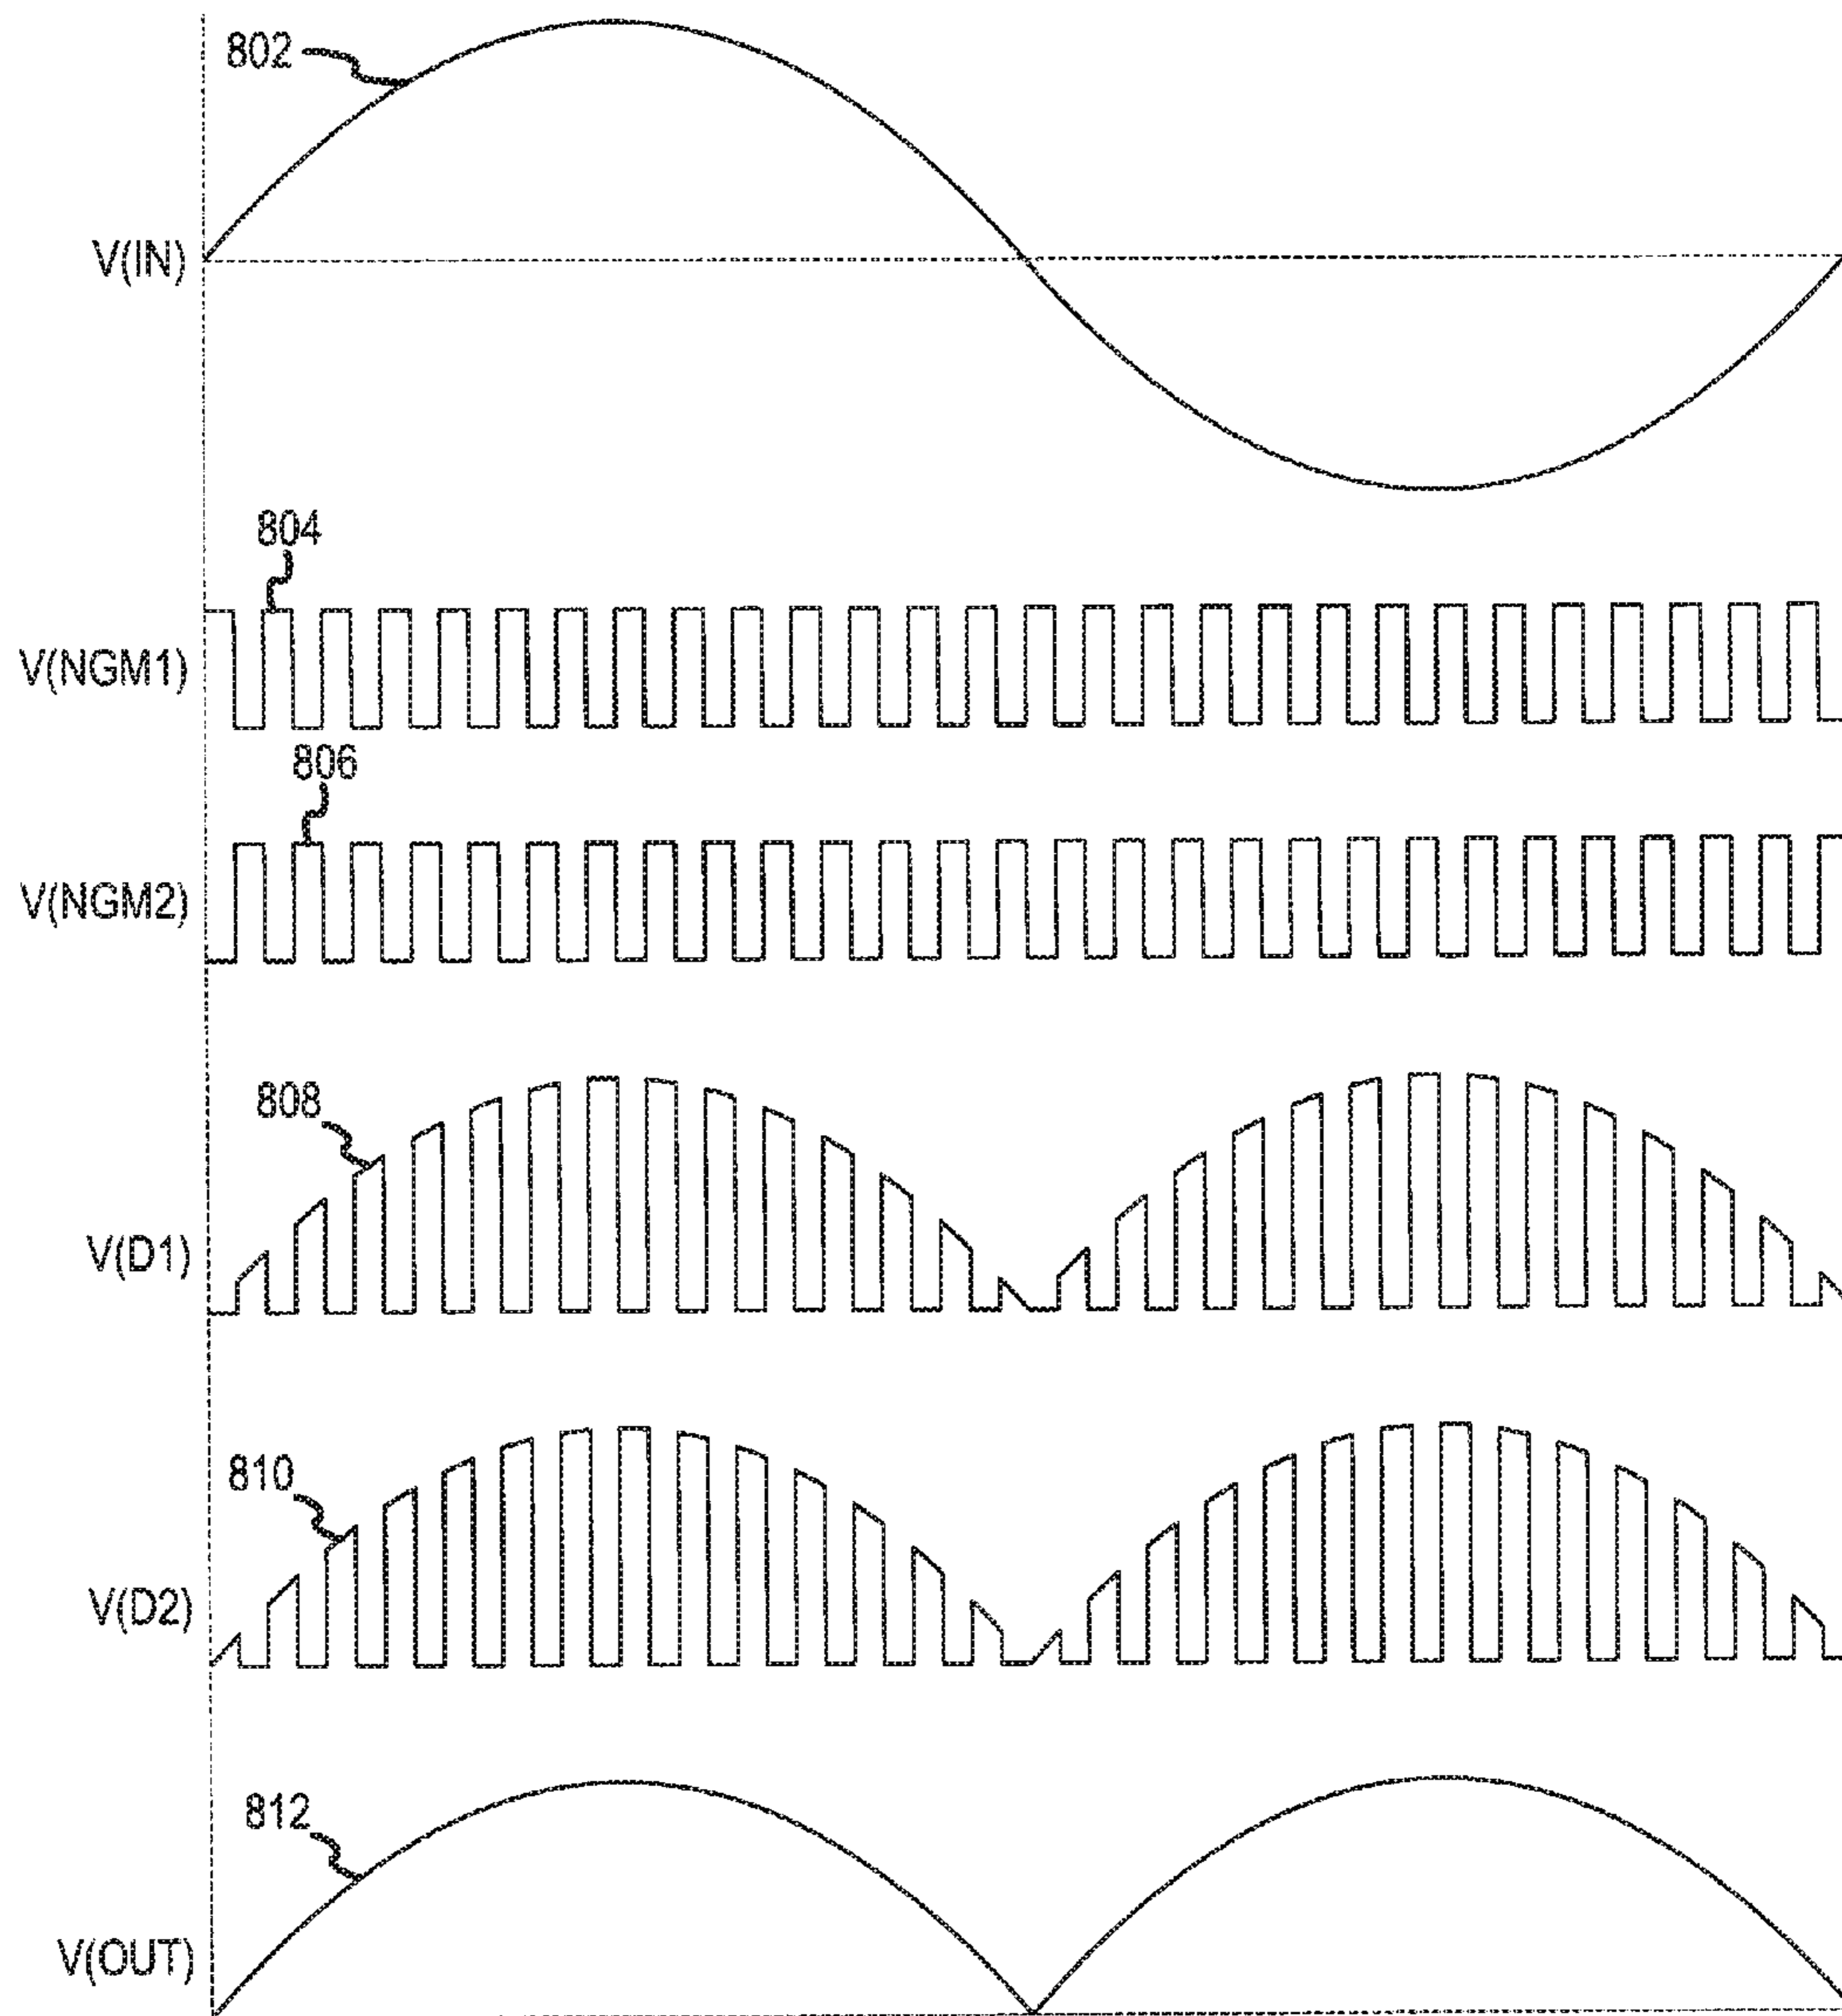 802
V(IN)
804
V(NGM1)
806
V(NGM2)
808
V(D1)
810
V(D2)
812
V(OUT)